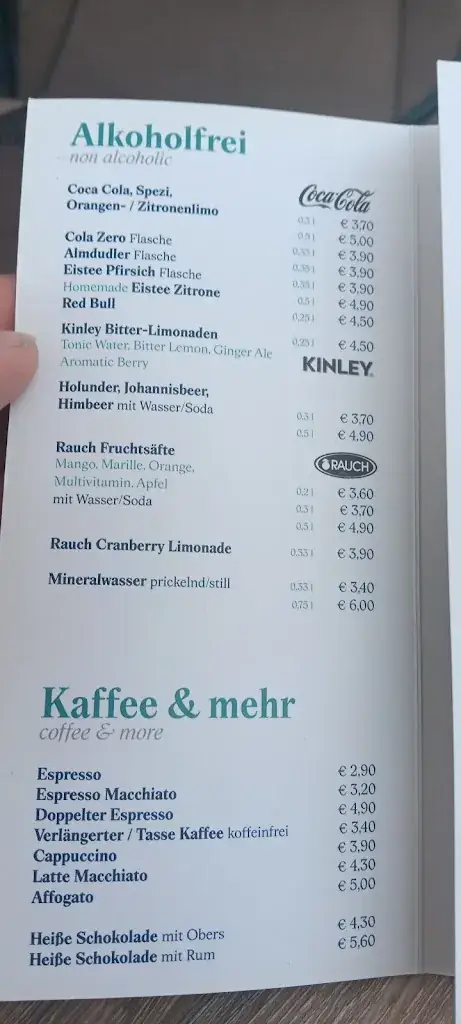 Alkoholfrei
non alcoholic
Coca Cola, Spezi,
Coca-Cola
Orangen- / Zitronenlimo
0,3 l € 3,70
0,5 l € 5,00
Cola Zero Flasche 0,33 l € 3,90
Almdudler Flasche 0,35 l € 3,90
Eistee Pfirsich Flasche 0,33 l € 3,90
Homemade Eistee Zitrone 0,5 l € 4,90
Red Bull 0,25 l € 4,50
Kinley Bitter-Limonaden 0,25 l € 4,50
Tonic Water, Bitter Lemon, Ginger Ale
Aromatic Berry
KINLEY
Holunder, Johannisbeer,
Himbeer mit Wasser/Soda 0,3 l € 3,70
0,5 l € 4,90
Rauch Fruchtsäfte
RAUCH
Mango, Marille, Orange,
Multivitamin, Apfel 0,2 l € 3,60
mit Wasser/Soda 0,3 l € 3,70
0,5 l € 4,90
Rauch Cranberry Limonade 0,33 l € 3,90
Mineralwasser prickelnd/still 0,33 l € 3,40
0,75 l € 6,00
Kaffee & mehr
coffee & more
Espresso € 2,90
Espresso Macchiato € 3,20
Doppelter Espresso € 4,90
Verlängerter / Tasse Kaffee koffeinfrei € 3,40
Cappuccino € 3,90
Latte Macchiato € 4,30
Affogato € 5,00
Heiße Schokolade mit Obers € 4,30
Heiße Schokolade mit Rum € 5,60